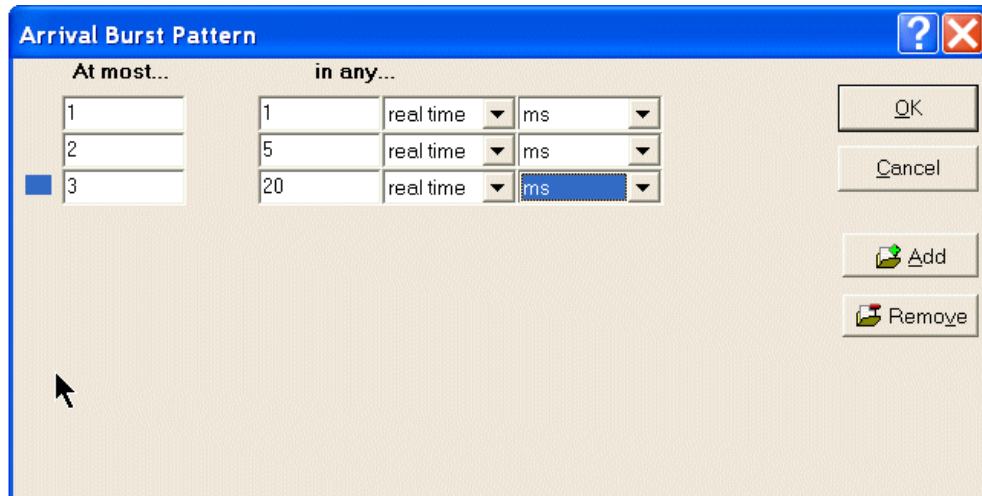 Arrival Burst Pattern
At most... in any...
1 1 real time ms
2 5 real time ms
3 20 real time ms
OK
Cancel
Add
Remove